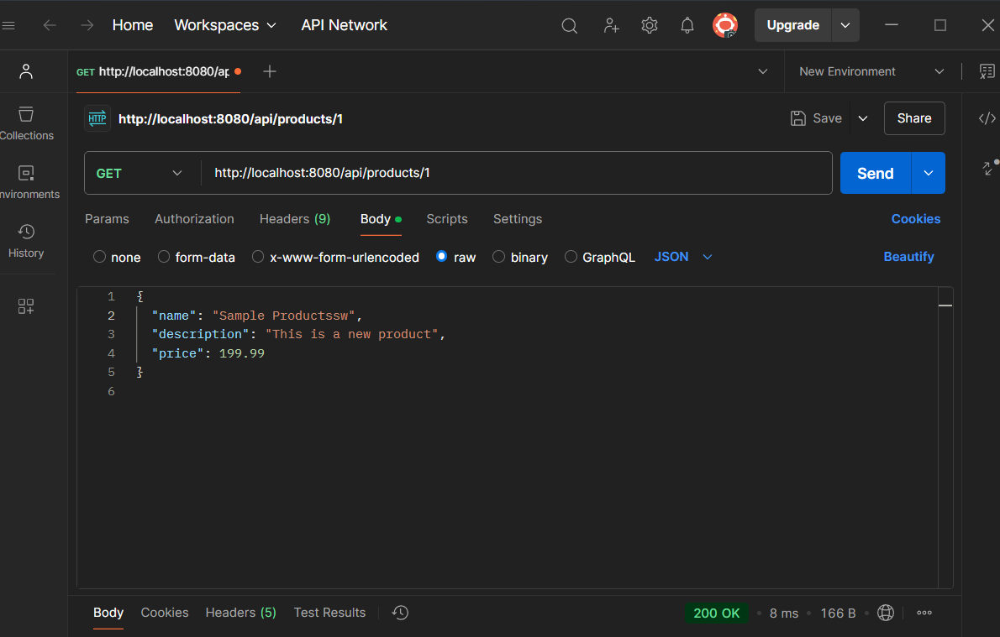 Home Workspaces API Network Upgrade
GET http://localhost:8080/ap New Environment
HTTP http://localhost:8080/api/products/1 Save Share
Collections
nvironments
History
GET http://localhost:8080/api/products/1 Send
Params Authorization Headers (9) Body Scripts Settings Cookies
none form-data x-www-form-urlencoded raw binary GraphQL JSON Beautify
1 {
2 "name": "Sample Productssw",
3 "description": "This is a new product",
4 "price": 199.99
5 }
6
Body Cookies Headers (5) Test Results 200 OK • 8 ms • 166 B •